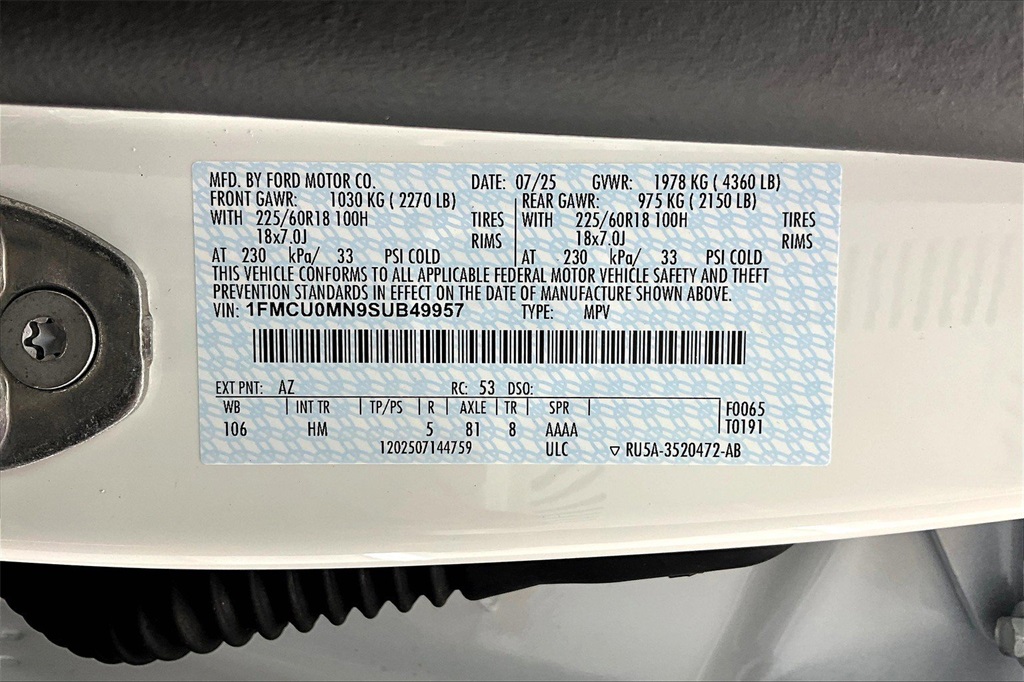 MFD. BY FORD MOTOR CO. DATE: 07/25 GVWR: 1978 KG ( 4360 LB)
FRONT GAWR: 1030 KG ( 2270 LB) REAR GAWR: 975 KG ( 2150 LB)
WITH 225/60R18 100H TIRES WITH 225/60R18 100H TIRES
18x7.0J RIMS 18x7.0J RIMS
AT 230 kPa/ 33 PSI COLD AT 230 kPa/ 33 PSI COLD
THIS VEHICLE CONFORMS TO ALL APPLICABLE FEDERAL MOTOR VEHICLE SAFETY AND THEFT
PREVENTION STANDARDS IN EFFECT ON THE DATE OF MANUFACTURE SHOWN ABOVE.
VIN: 1FMCU0MN9SUB49957 TYPE: MPV
EXT PNT: AZ RC: 53 DSO:
WB INT TR TP/PS R AXLE TR SPR F0065
106 HM 5 81 8 AAAA T0191
1202507144759 ULC ▽ RU5A-3520472-AB